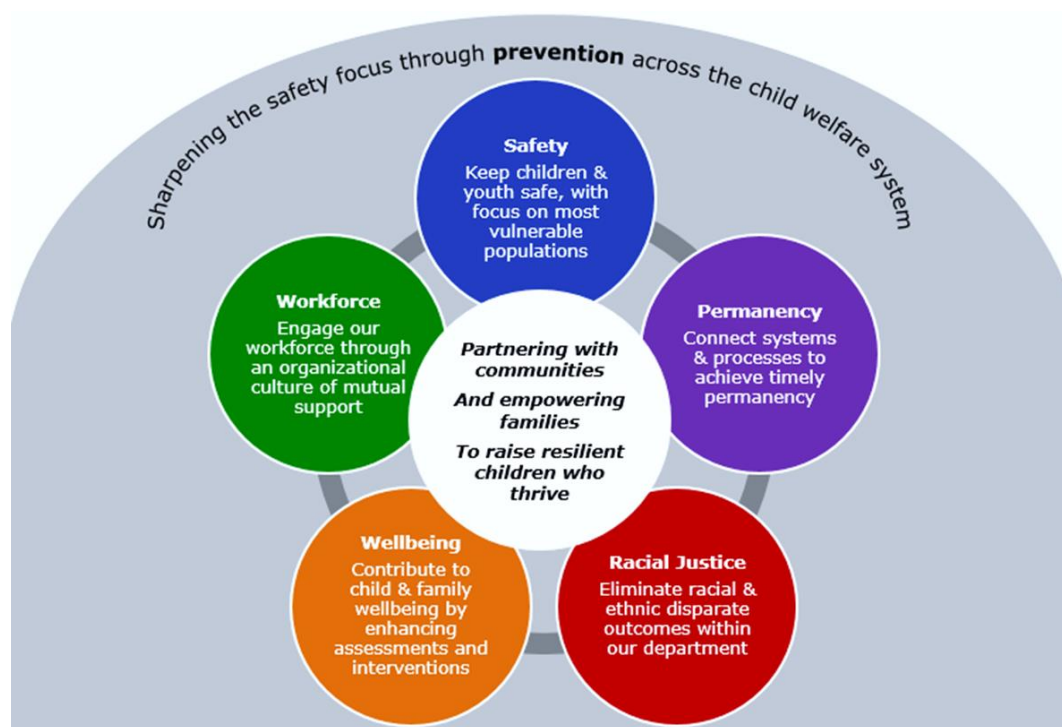 Sharpening the safety focus through prevention across the child welfare system
Safety
Keep children &
youth safe, with
focus on most
vulnerable
populations
Workforce
Engage our
workforce through
an organizational
culture of mutual
support
Permanency
Connect systems
& processes to
achieve timely
permanency
Partnering with
communities
And empowering
families
To raise resilient
children who
thrive
Wellbeing
Contribute to
child & family
wellbeing by
enhancing
assessments and
interventions
Racial Justice
Eliminate racial &
ethnic disparate
outcomes within
our department